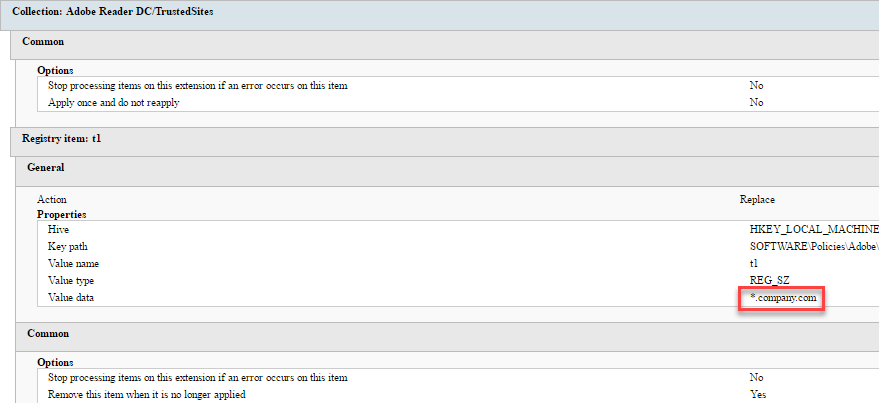 Collection: Adobe Reader DC/TrustedSites
Common
Options
Stop processing items on this extension if an error occurs on this item No
Apply once and do not reapply No
Registry item: t1
General
Action Replace
Properties
Hive HKEY_LOCAL_MACHINE
Key path SOFTWARE\Policies\Adobe\
Value name t1
Value type REG_SZ
Value data *.company.com
Common
Options
Stop processing items on this extension if an error occurs on this item No
Remove this item when it is no longer applied Yes